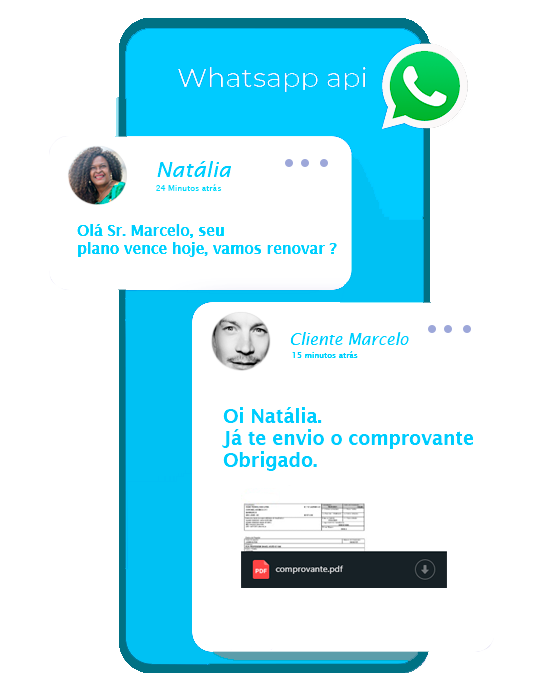 Whatsapp api
Natália
24 Minutos atrás
Olá Sr. Marcelo, seu
plano vence hoje, vamos renovar ?
Cliente Marcelo
15 minutos atrás
Oi Natália.
Já te envio o comprovante
Obrigado.
PDF
comprovante.pdf